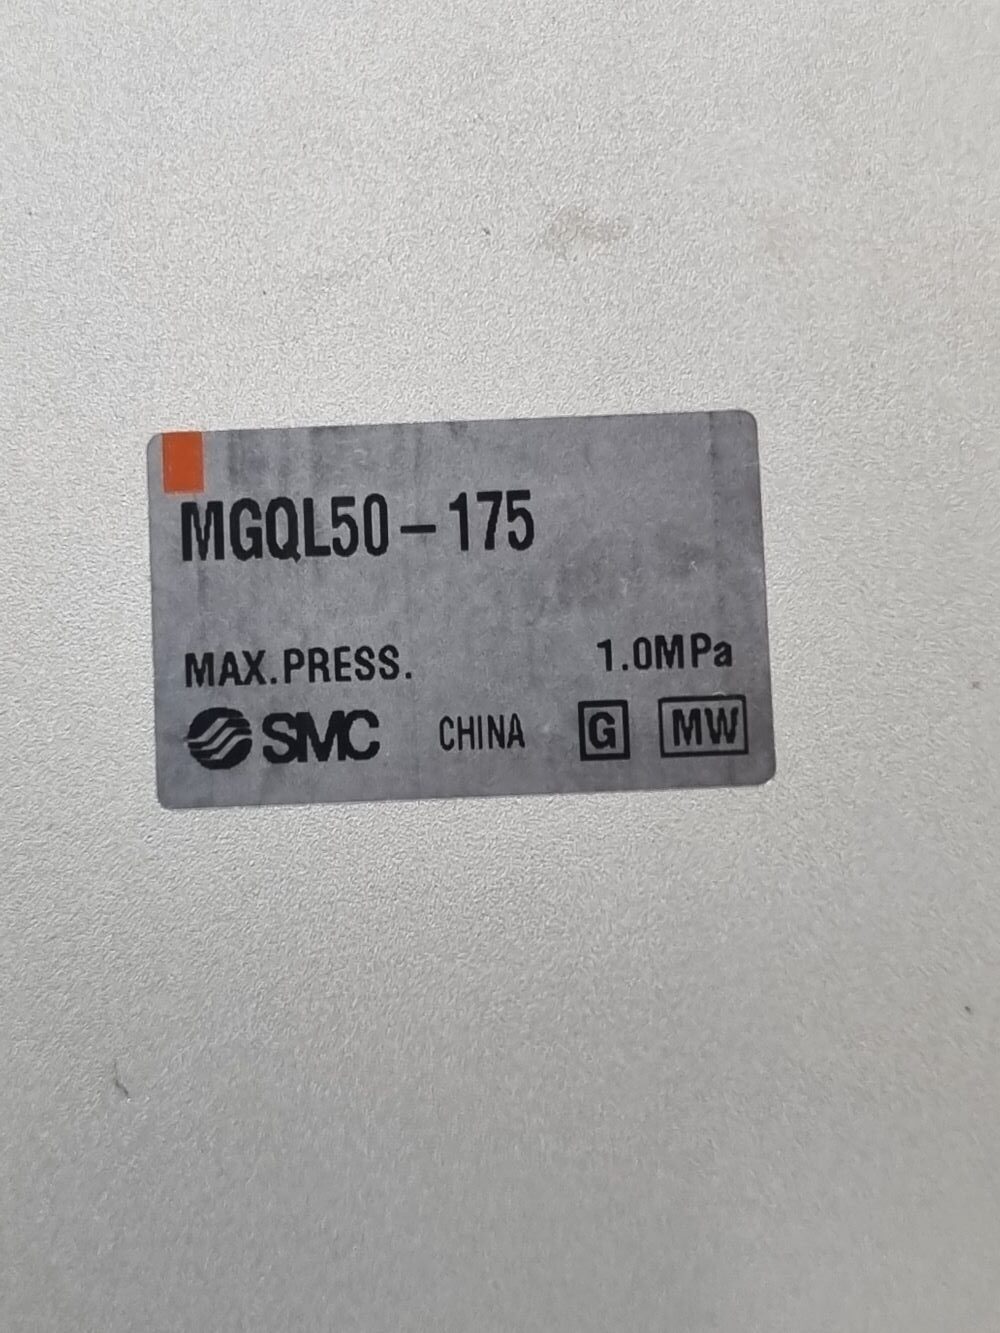 MGQL50-175
MAX.PRESS. 1.0MPa
SMC CHINA G MW